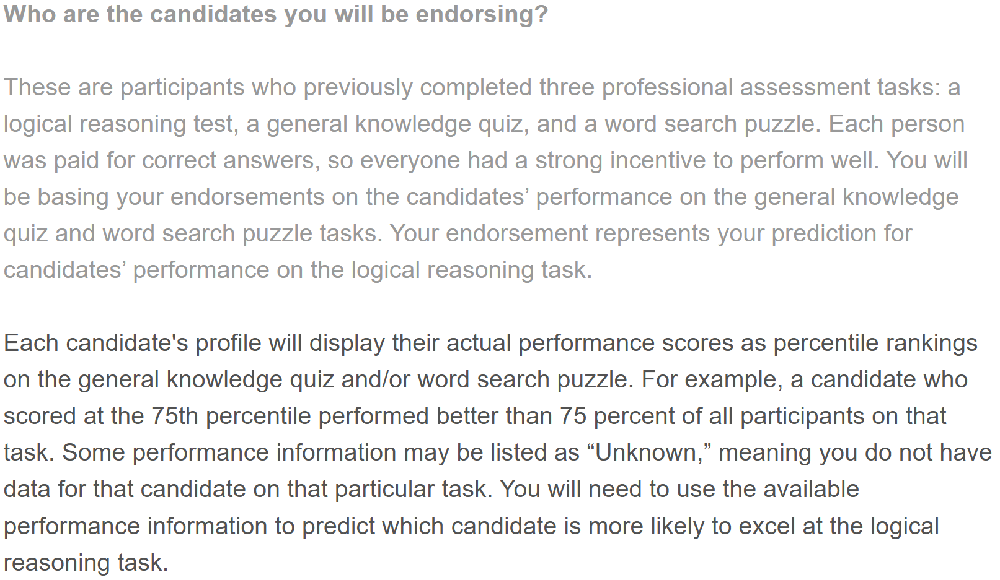 Who are the candidates you will be endorsing?
These are participants who previously completed three professional assessment tasks: a
logical reasoning test, a general knowledge quiz, and a word search puzzle. Each person
was paid for correct answers, so everyone had a strong incentive to perform well. You will
be basing your endorsements on the candidates’ performance on the general knowledge
quiz and word search puzzle tasks. Your endorsement represents your prediction for
candidates’ performance on the logical reasoning task.
Each candidate's profile will display their actual performance scores as percentile rankings
on the general knowledge quiz and/or word search puzzle. For example, a candidate who
scored at the 75th percentile performed better than 75 percent of all participants on that
task. Some performance information may be listed as “Unknown,” meaning you do not have
data for that candidate on that particular task. You will need to use the available
performance information to predict which candidate is more likely to excel at the logical
reasoning task.